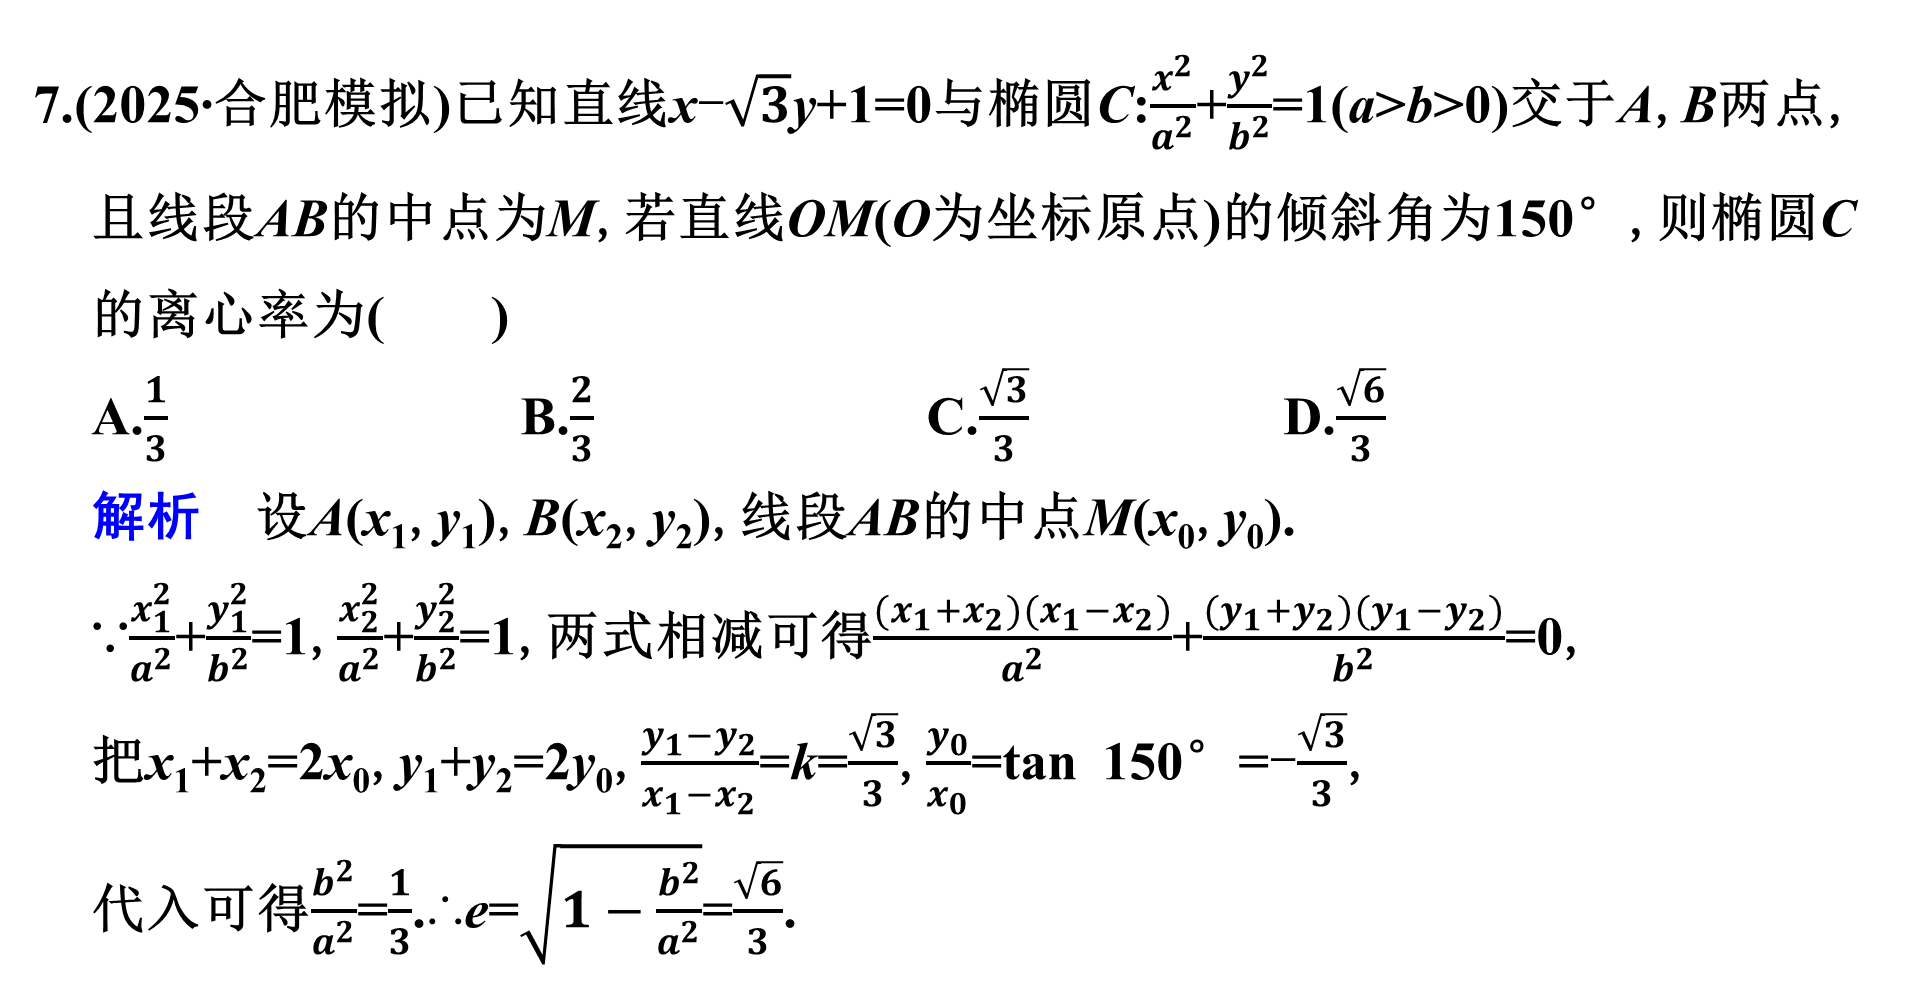 7.(2025·合肥模拟)已知直线x−√3y+1=0与椭圆C:x²/a²+y²/b²=1(a>b>0)交于A, B两点,
且线段AB的中点为M, 若直线OM(O为坐标原点)的倾斜角为150°, 则椭圆C
的离心率为(　　)
A.1/3 B.2/3 C.√3/3 D.√6/3
解析 设A(x₁, y₁), B(x₂, y₂), 线段AB的中点M(x₀, y₀).
∵x₁²/a²+y₁²/b²=1, x₂²/a²+y₂²/b²=1, 两式相减可得(x₁+x₂)(x₁−x₂)/a²+(y₁+y₂)(y₁−y₂)/b²=0,
把x₁+x₂=2x₀, y₁+y₂=2y₀, (y₁−y₂)/(x₁−x₂)=k=√3/3, y₀/x₀=tan 150°=−√3/3,
代入可得b²/a²=1/3.∴e=√(1−b²/a²)=√6/3.